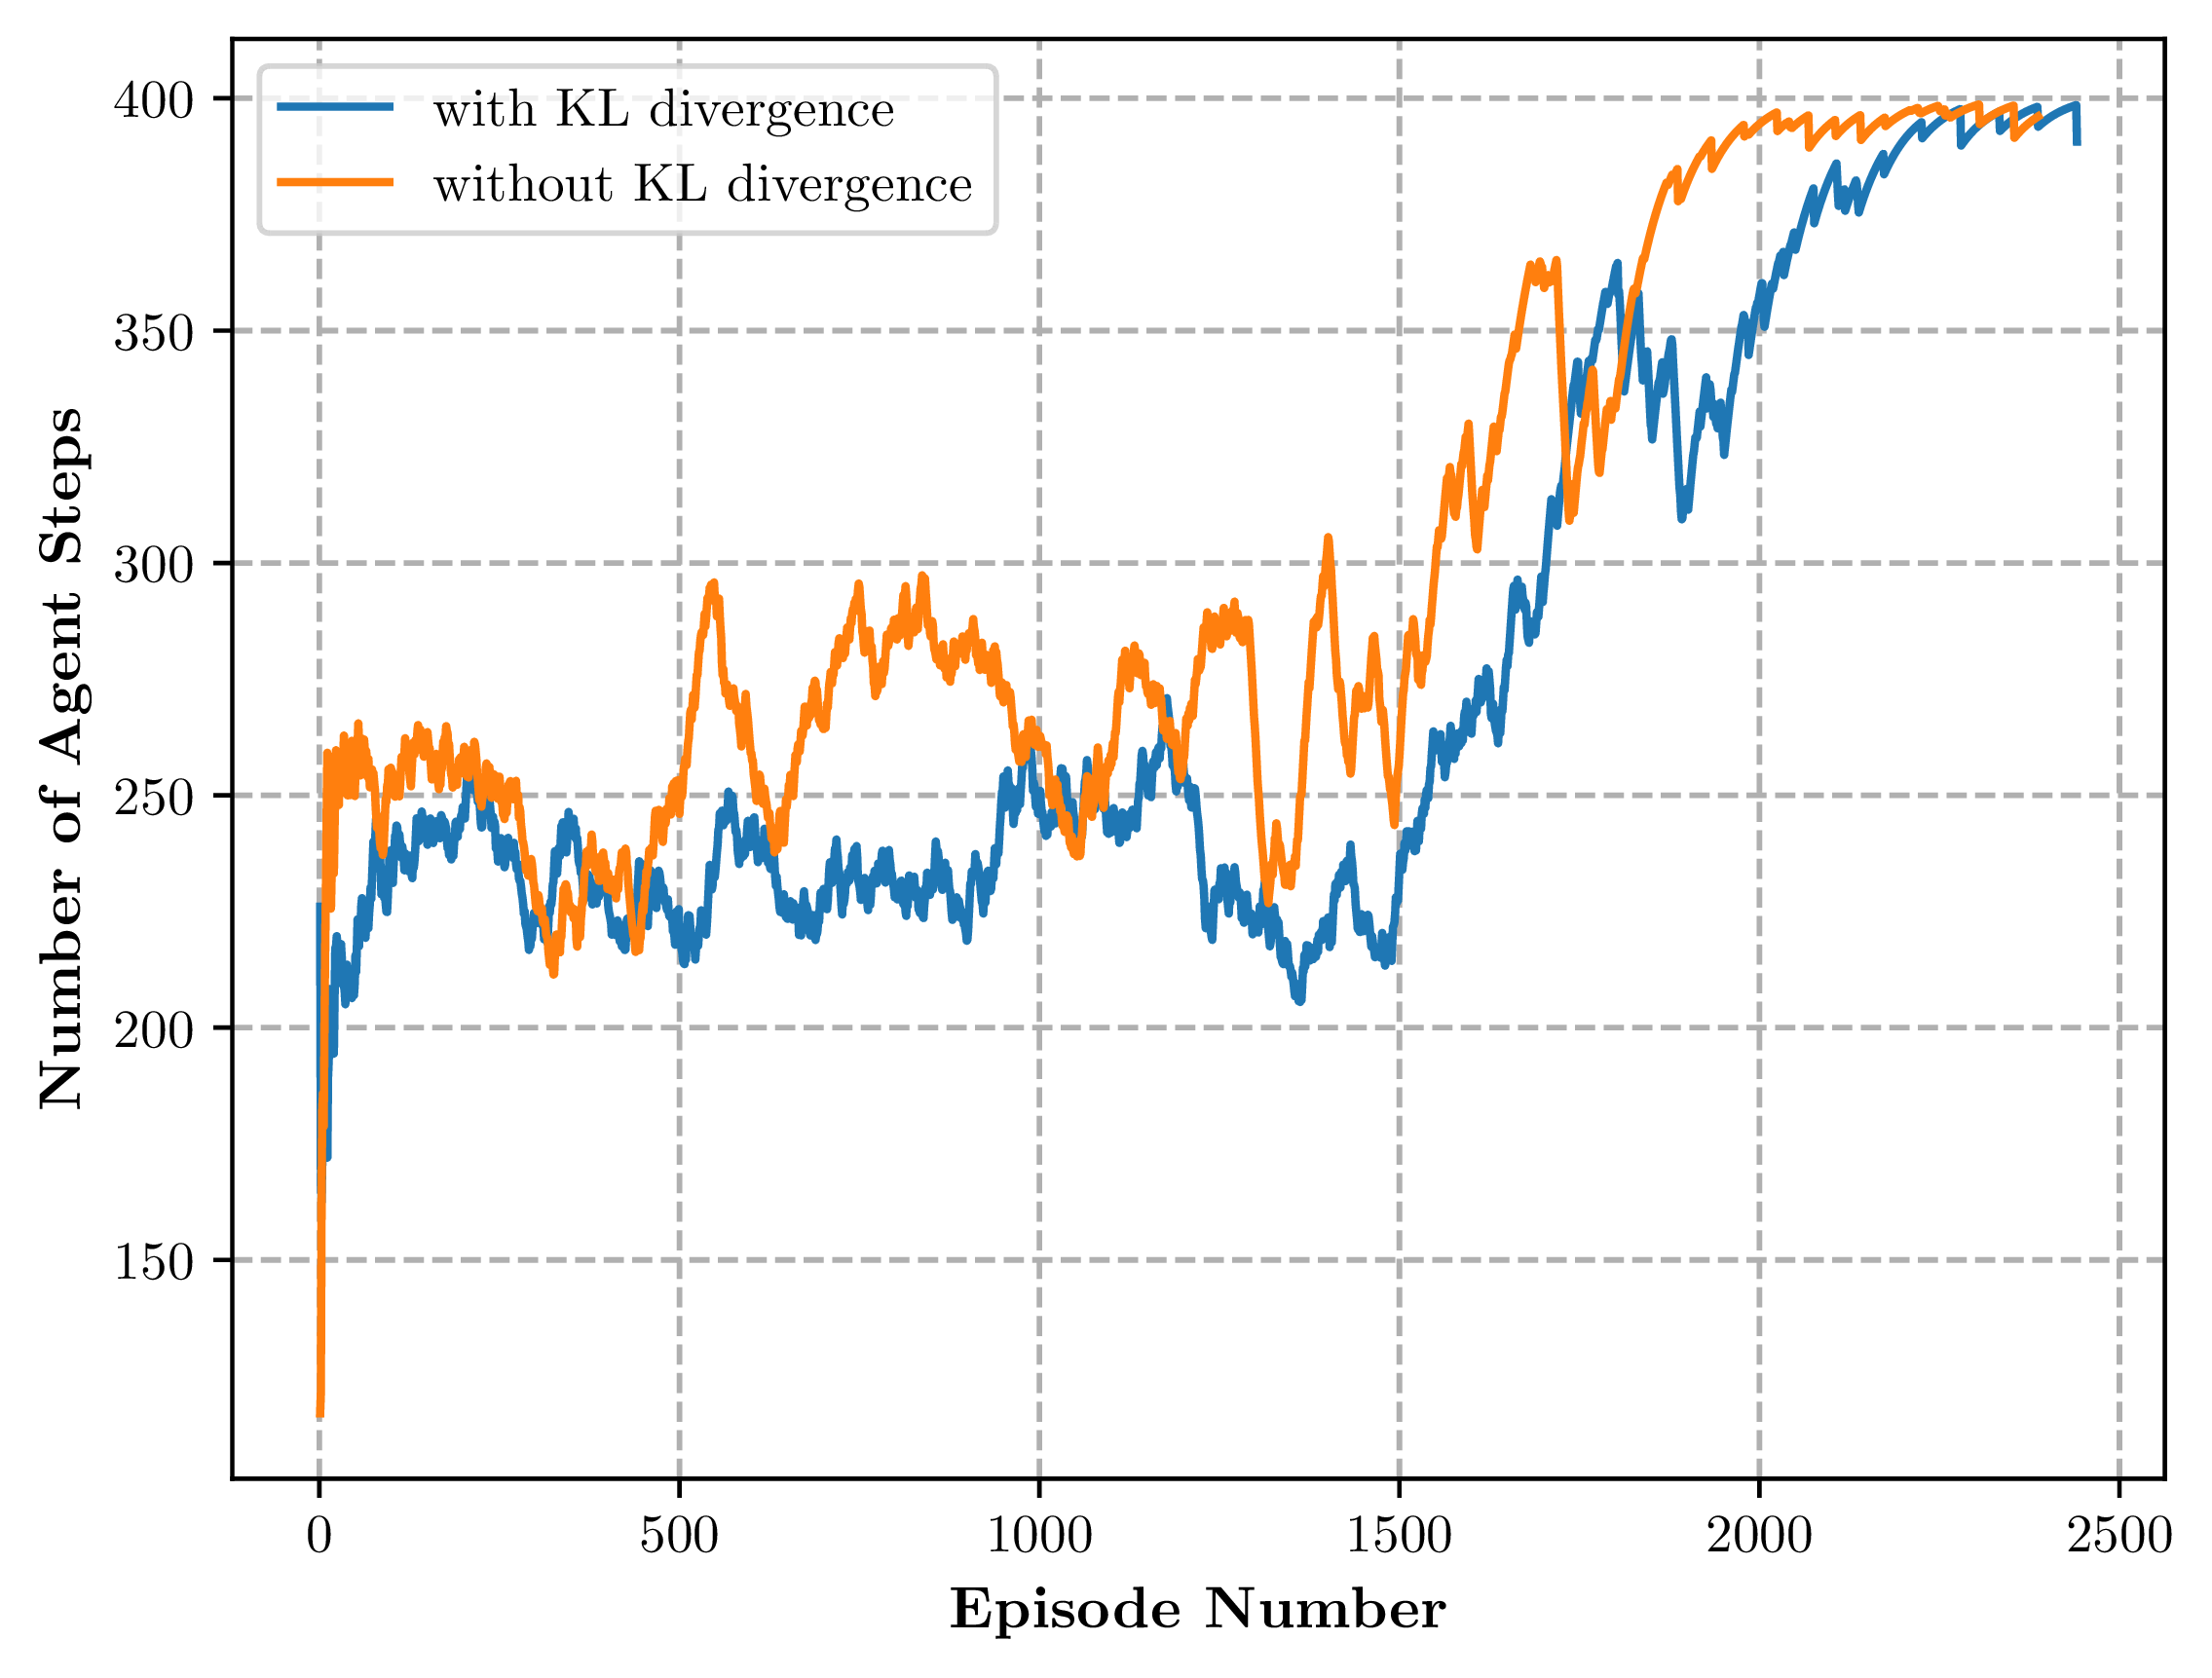 with KL divergence
without KL divergence
400
350
300
250
200
150
Number of Agent Steps
0 500 1000 1500 2000 2500
Episode Number